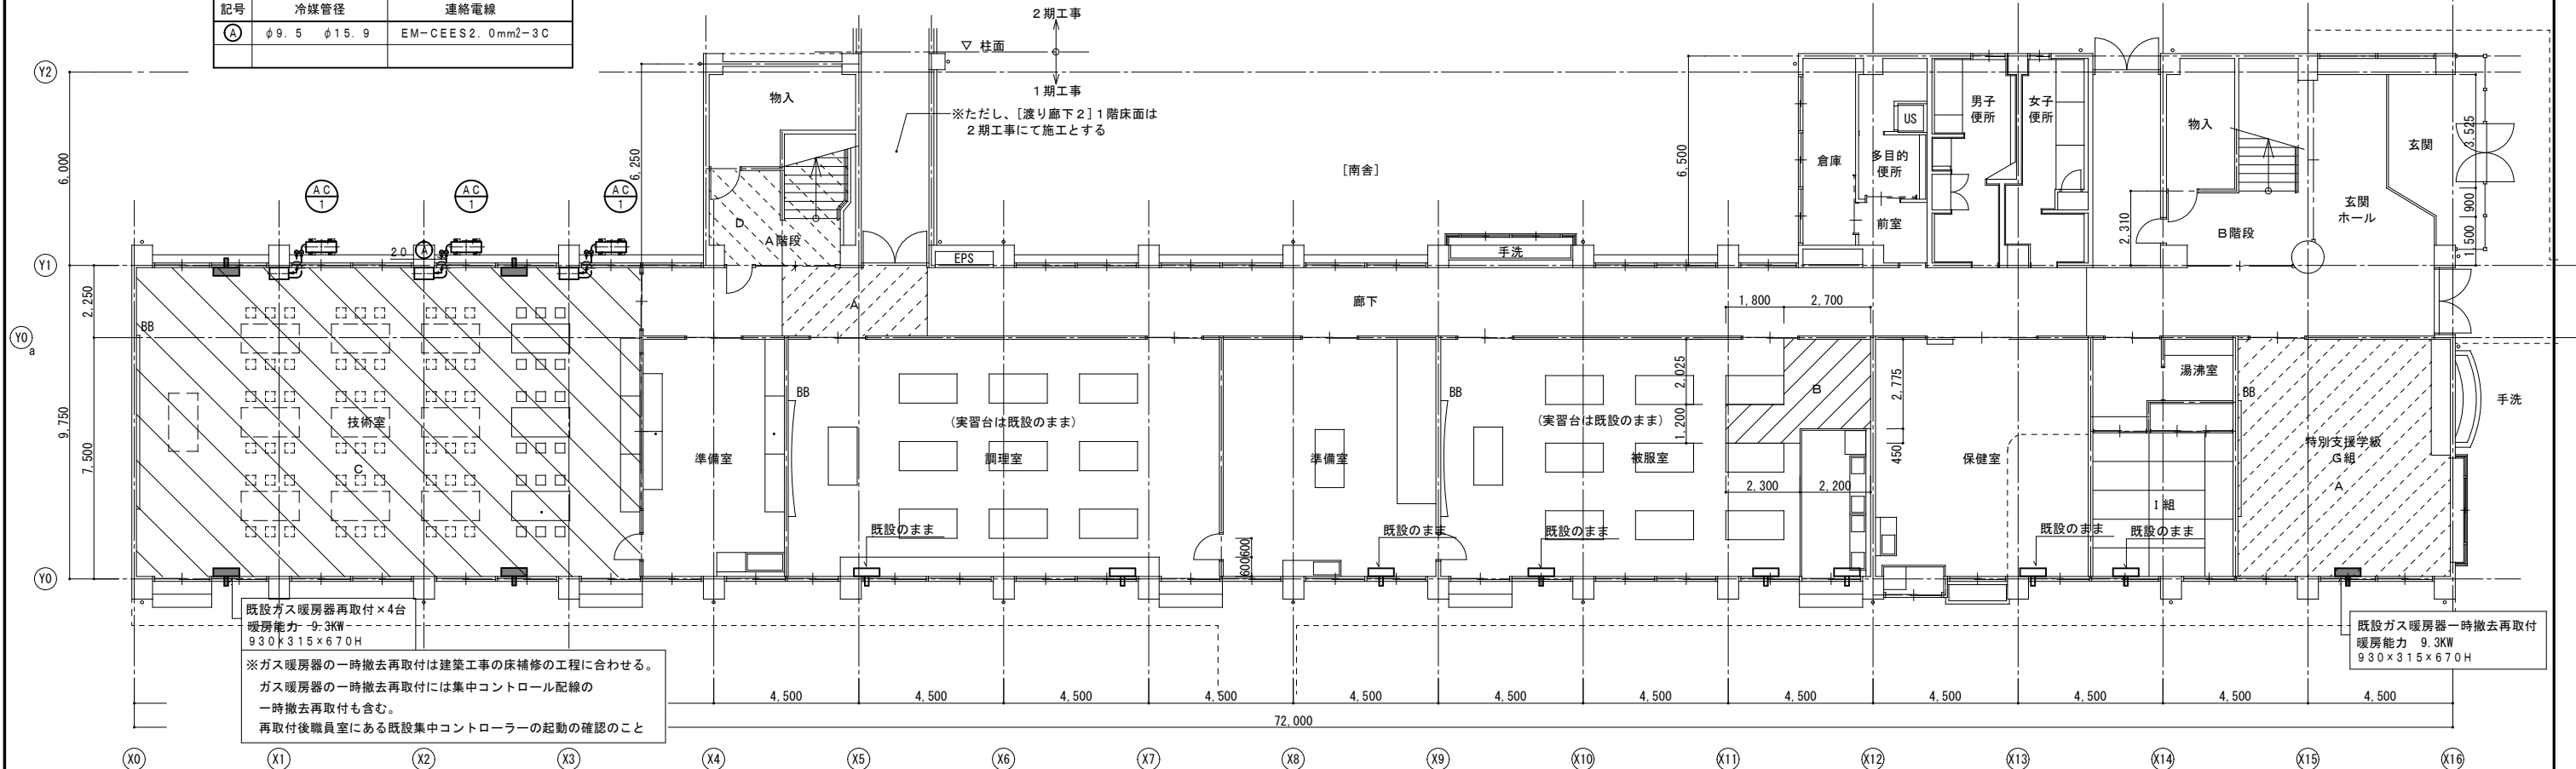 記号 冷媒管径 連絡電線
A φ9.5 φ15.9 EM-CEES2.0mm2-3C
2期工事
▽ 柱面
1期工事
※ただし、[渡り廊下2]1階床面は
2期工事にて施工とする
Y2
物入
男子
便所
女子
便所
US
物入
玄関
3,525
6,000
6,250
[南舎]
6,500
倉庫
多目的
便所
AC
1
AC
1
AC
1
900
玄関
ホール
2,310
D
A階段
前室
B階段
1,500
20 A
EPS
手洗
Y1
2,250
A
廊下
1,800
2,700
BB
Y0
a
2,025
2,775
湯沸室
BB
BB
BB
B
手洗
9,750
技術室
(実習台は既設のまま)
(実習台は既設のまま)
1,200
特別支援学級
G組
7,500
C
準備室
調理室
準備室
被服室
450
保健室
A
2,300
2,200
I組
既設のまま
既設のまま
既設のまま
既設のまま
既設のまま
600
600
Y0
既設ガス暖房器再取付×4台
暖房能力 9.3KW
930×315×670H
既設ガス暖房器一時撤去再取付
暖房能力 9.3KW
930×315×670H
※ガス暖房器の一時撤去再取付は建築工事の床補修の工程に合わせる。
ガス暖房器の一時撤去再取付には集中コントロール配線の
一時撤去再取付も含む。
再取付後職員室にある既設集中コントローラーの起動の確認のこと
4,500 4,500 4,500 4,500 4,500 4,500 4,500 4,500 4,500 4,500 4,500 4,500
72,000
X0 X1 X2 X3 X4 X5 X6 X7 X8 X9 X10 X11 X12 X13 X14 X15 X16